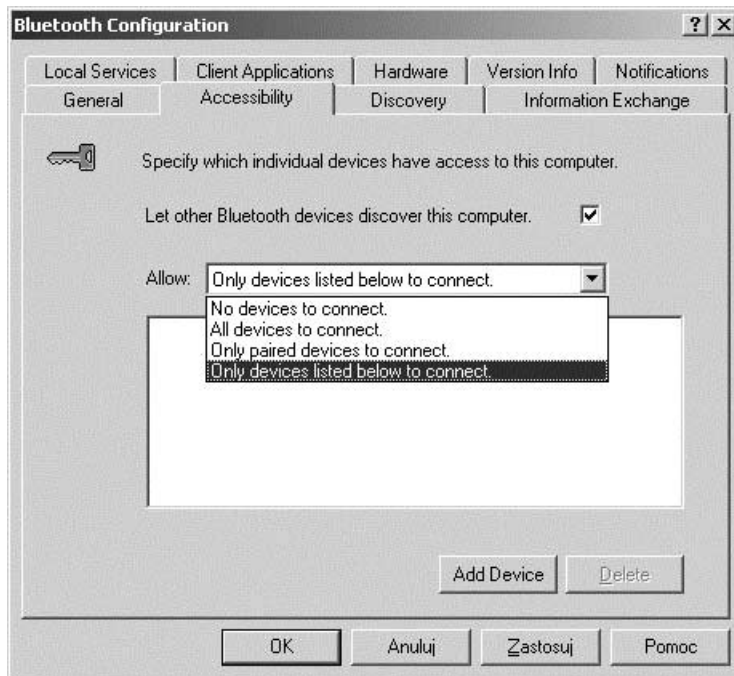 Bluetooth Configuration
Local Services Client Applications Hardware Version Info Notifications
General Accessibility Discovery Information Exchange
Specify which individual devices have access to this computer.
Let other Bluetooth devices discover this computer.
Allow: Only devices listed below to connect.
No devices to connect.
All devices to connect.
Only paired devices to connect.
Only devices listed below to connect.
Add Device Delete
OK Anuluj Zastosuj Pomoc